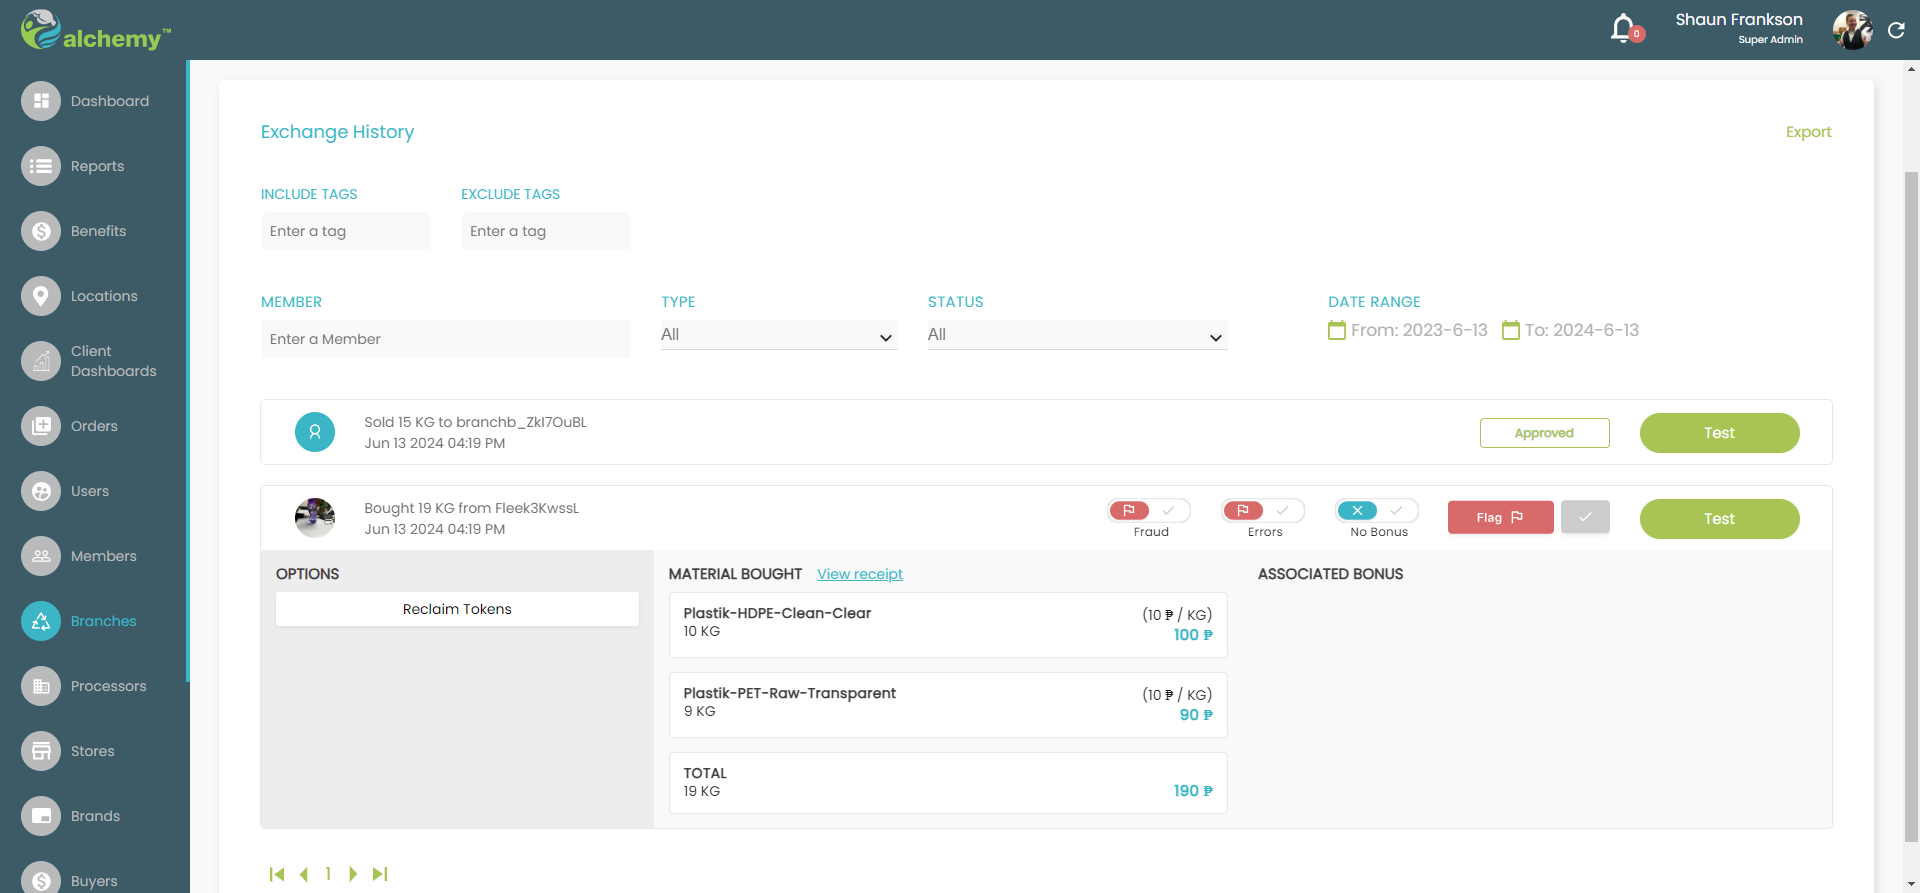 alchemy™
Shaun Frankson
Super Admin
0
Dashboard
Reports
Benefits
Locations
Client
Dashboards
Orders
Users
Members
Branches
Processors
Stores
Brands
Buyers
Exchange History
Export
INCLUDE TAGS
EXCLUDE TAGS
Enter a tag
Enter a tag
MEMBER
TYPE
STATUS
DATE RANGE
Enter a Member
All
All
From: 2023-6-13
To: 2024-6-13
Sold 15 KG to branchb_ZkI7OuBL
Jun 13 2024 04:19 PM
Approved
Test
Bought 19 KG from Fleek3KwssL
Jun 13 2024 04:19 PM
Fraud
Errors
No Bonus
Flag
Test
OPTIONS
Reclaim Tokens
MATERIAL BOUGHT
View receipt
Plastik-HDPE-Clean-Clear
10 KG
(10 ₱ / KG)
100 ₱
Plastik-PET-Raw-Transparent
9 KG
(10 ₱ / KG)
90 ₱
TOTAL
19 KG
190 ₱
ASSOCIATED BONUS
1